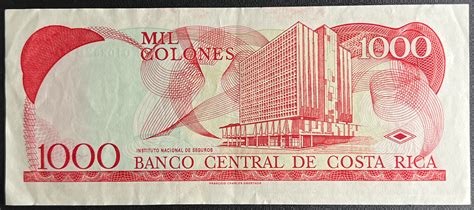 MIL
COLONES
1000
INSTITUTO NACIONAL DE SEGUROS
1000
BANCO CENTRAL DE COSTA RICA